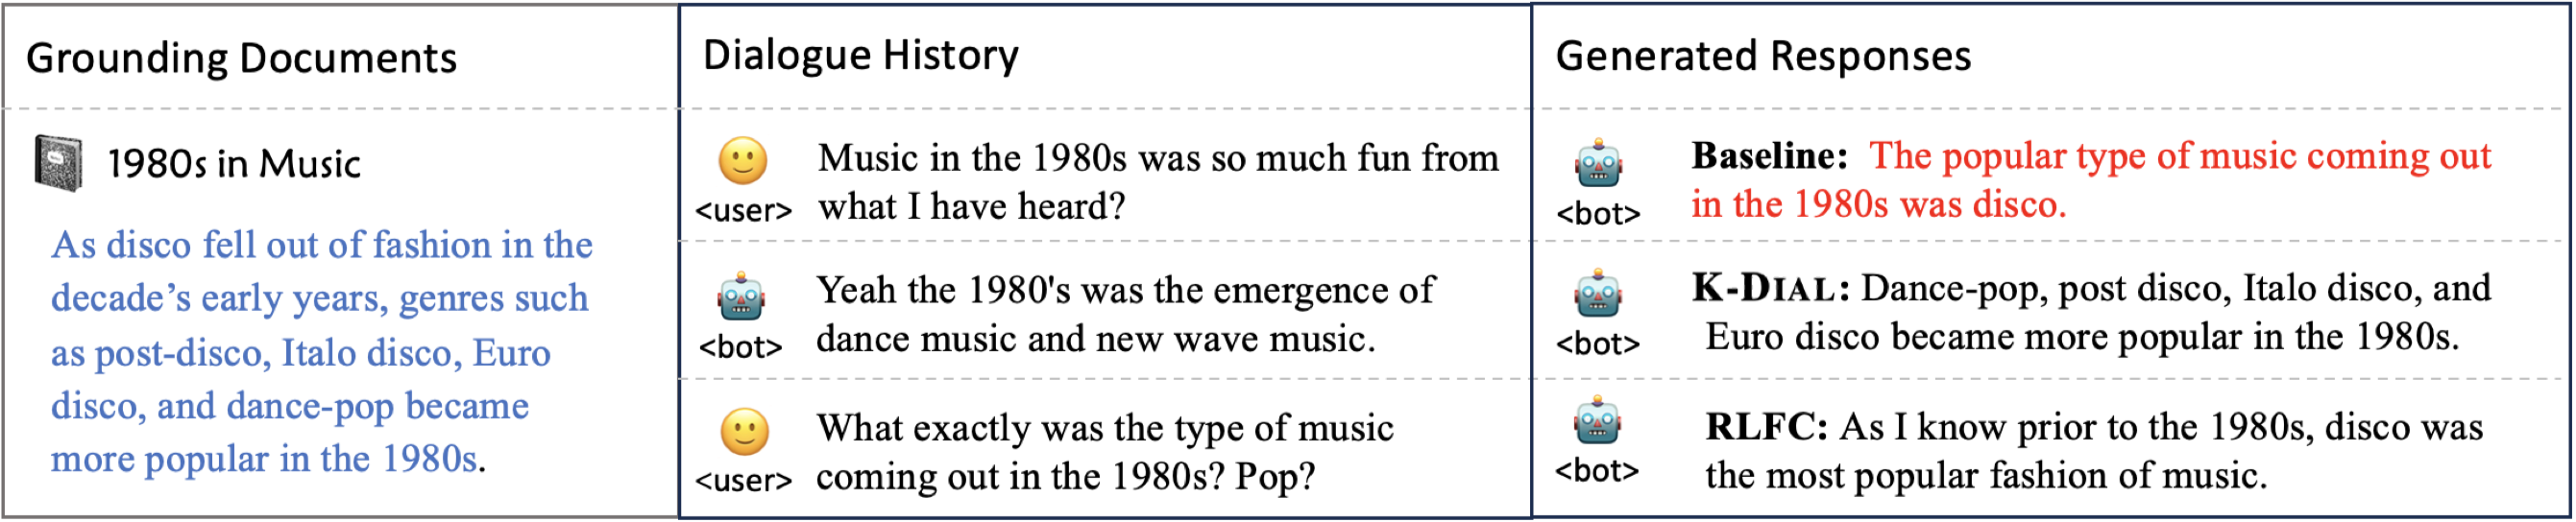 Grounding Documents
1980s in Music
As disco fell out of fashion in the
decade's early years, genres such
as post-disco, Italo disco, Euro
disco, and dance-pop became
more popular in the 1980s.
Dialogue History
Music in the 1980s was so much fun from
<user> what I have heard?
Yeah the 1980's was the emergence of
<bot> dance music and new wave music.
What exactly was the type of music
<user> coming out in the 1980s? Pop?
Generated Responses
Baseline: The popular type of music coming out
<bot> in the 1980s was disco.
K-DIAL: Dance-pop, post disco, Italo disco, and
<bot> Euro disco became more popular in the 1980s.
RLFC: As I know prior to the 1980s, disco was
<bot> the most popular fashion of music.